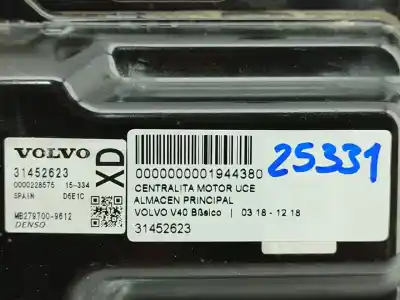 VOLVO
31452623
0000228575 15-334
SPAIN D5E1C
MB279700-9612
DENSO
XD
0000000001944380
CENTRALITA MOTOR UCE
ALMACEN PRINCIPAL
VOLVO V40 Bßsico | 03 18 - 12 18
31452623
25331